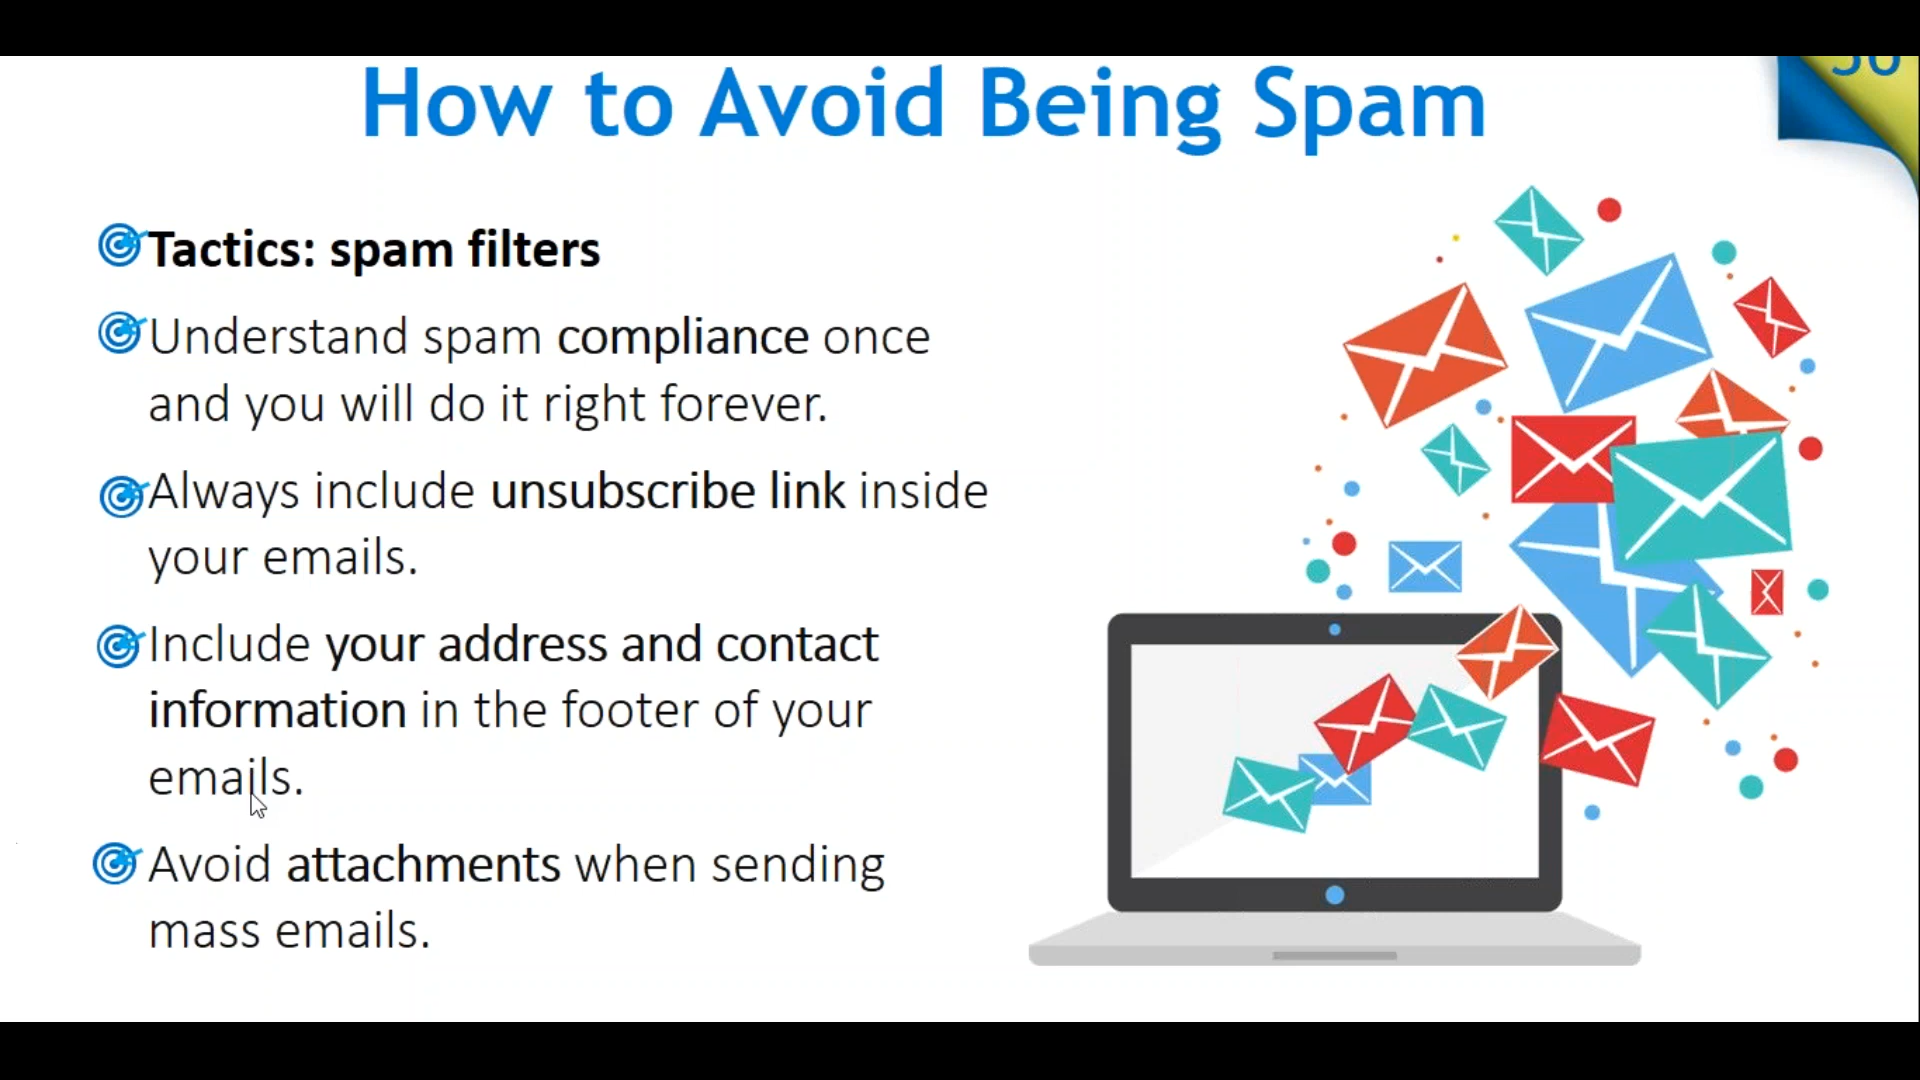 How to Avoid Being Spam
Tactics: spam filters
Understand spam compliance once
and you will do it right forever.
Always include unsubscribe link inside
your emails.
Include your address and contact
information in the footer of your
emails.
Avoid attachments when sending
mass emails.